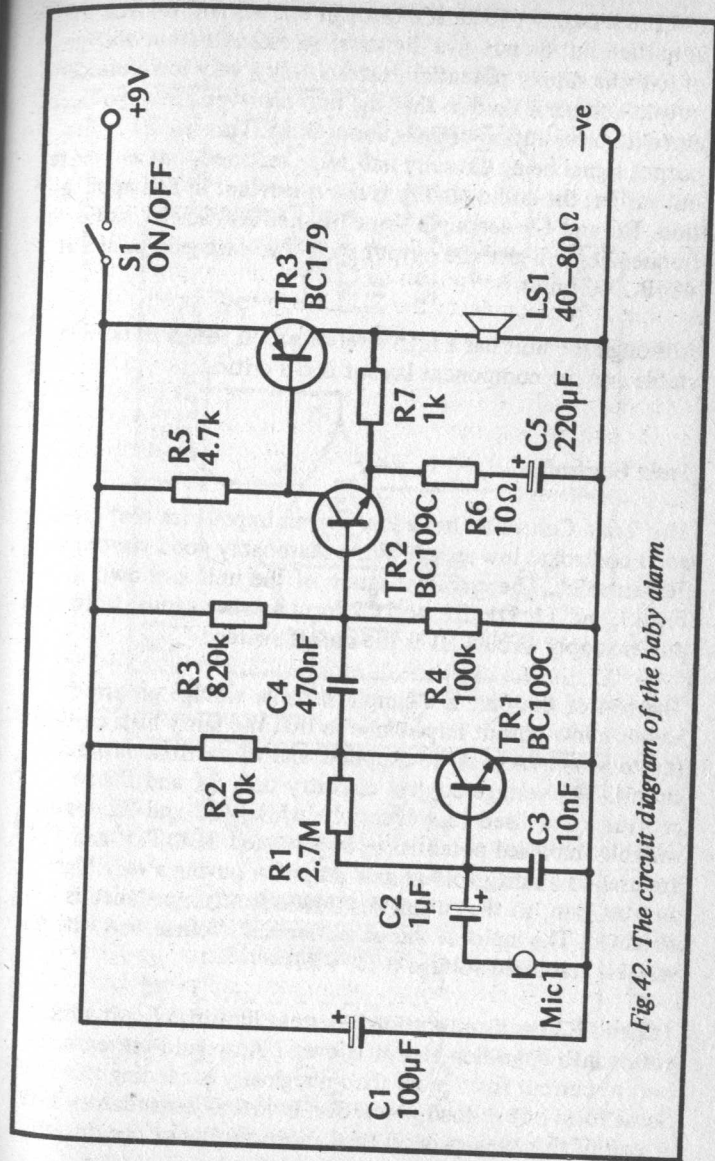 +9V
S1
ON/OFF
R5
4.7k
TR3
BC179
R3
820k
R2
10k
C4
470nF
R1
2.7M
TR2
BC109C
R7
1k
C1
100µF
C2
1µF
TR1
BC109C
R4
100k
R6
10Ω
C5
220µF
LS1
40–80Ω
C3
10nF
Mic1
–ve
Fig.42. The circuit diagram of the baby alarm